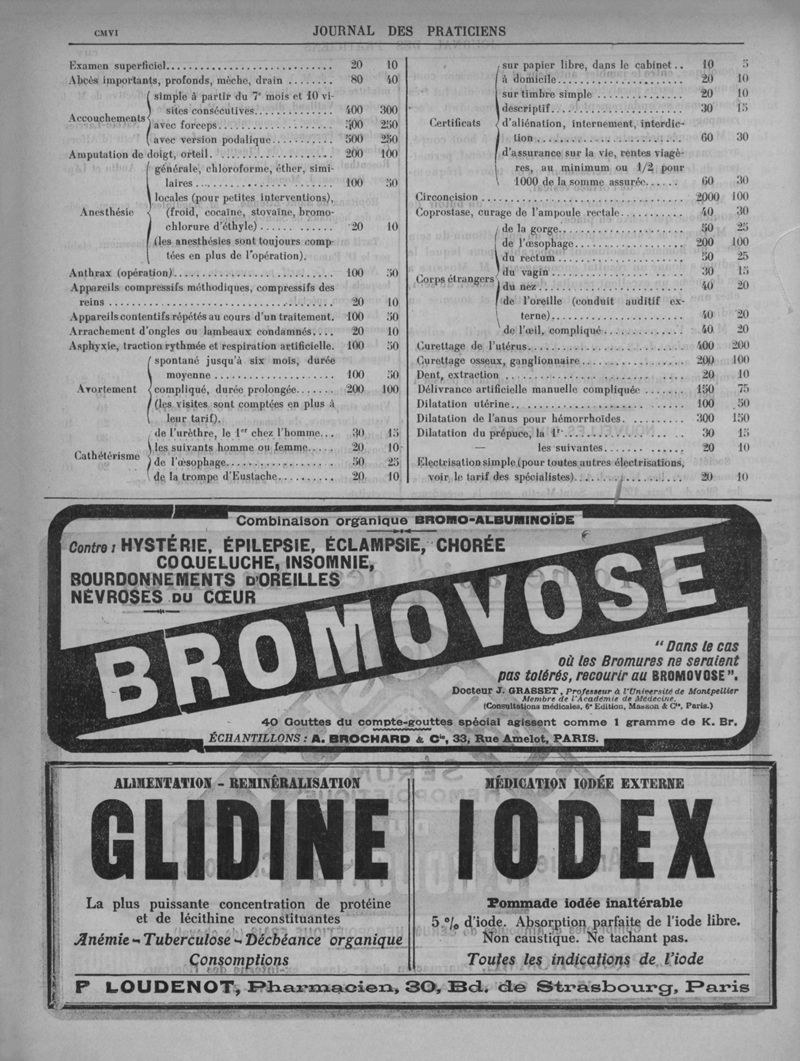 CMVI
JOURNAL DES PRATICIENS
Examen superficiel 20 10
Abcès importants, profonds, mèche, drain 80 40
Accouchements
simple à partir du 7e mois et 10 vi-
sites consécutives 400 300
avec forceps 500 250
avec version podalique 500 250
Amputation de doigt, orteil 200 100
Anesthésie
générale, chloroforme, éther, simi-
laires 100 50
locales (pour petites interventions),
(froid, cocaïne, stovaïne, bromo-
chlorure d'éthyle) 20 10
(les anesthésies sont toujours comp-
tées en plus de l'opération).
Anthrax (opération) 100 50
Appareils compressifs méthodiques, compressifs des
reins 20 10
Appareils contentifs répétés au cours d'un traitement. 100 50
Arrachement d'ongles ou lambeaux condamnés 20 10
Asphyxie, traction rythmée et respiration artificielle. 100 50
Avortement
spontané jusqu'à six mois, durée
moyenne 100 50
compliqué, durée prolongée 200 100
(les visites sont comptées en plus à
leur tarif).
Cathétérisme
de l'urèthre, le 1er chez l'homme 30 15
les suivants homme ou femme 20 10
de l'œsophage 50 25
de la trompe d'Eustache 20 10
Certificats
sur papier libre, dans le cabinet 10 5
à domicile 20 10
sur timbre simple 20 10
descriptif 30 15
d'aliénation, internement, interdic-
tion 60 30
d'assurance sur la vie, rentes viagè-
res, au minimum ou 1/2 pour
1000 de la somme assurée 60 30
Circoncision 2000 100
Coprostase, curage de l'ampoule rectale 40 30
Corps étrangers
de la gorge 50 25
de l'œsophage 200 100
du rectum 50 25
du vagin 30 15
du nez 40 20
de l'oreille (conduit auditif ex-
terne) 40 20
de l'œil, compliqué 40 20
Curettage de l'utérus 400 200
Curettage osseux, ganglionnaire 200 100
Dent, extraction 20 10
Délivrance artificielle manuelle compliquée 150 75
Dilatation utérine 100 50
Dilatation de l'anus pour hémorrhoïdes 300 150
Dilatation du prépuce, la 1re 30 15
— les suivantes 20 10
Electrisation simple (pour toutes autres électrisations,
voir le tarif des spécialistes) 20 10
Combinaison organique BROMO-ALBUMINOÏDE
Contre : HYSTÉRIE, ÉPILEPSIE, ÉCLAMPSIE, CHORÉE
COQUELUCHE, INSOMNIE,
BOURDONNEMENTS D'OREILLES
NÉVROSES DU CŒUR
BROMOVOSE
"Dans le cas
où les Bromures ne seraient
pas tolérés, recourir au BROMOVOSE".
Docteur J. GRASSET, Professeur à l'Université de Montpellier
Membre de l'Académie de Médecine,
(Consultations médicales, 6e Edition, Masson & Cie, Paris.)
40 Gouttes du compte-gouttes spécial agissent comme 1 gramme de K. Br.
ÉCHANTILLONS : A. BROCHARD & Cie, 33, Rue Amelot, PARIS.
ALIMENTATION - REMINÉRALISATION
GLIDINE
La plus puissante concentration de protéine
et de lécithine reconstituantes
Anémie - Tuberculose - Déchéance organique
Consomptions
MÉDICATION IODÉE EXTERNE
IODEX
Pommade iodée inaltérable
5 % d'iode. Absorption parfaite de l'iode libre.
Non caustique. Ne tachant pas.
Toutes les indications de l'iode
F LOUDENOT, Pharmacien, 30, Bd. de Strasbourg, Paris